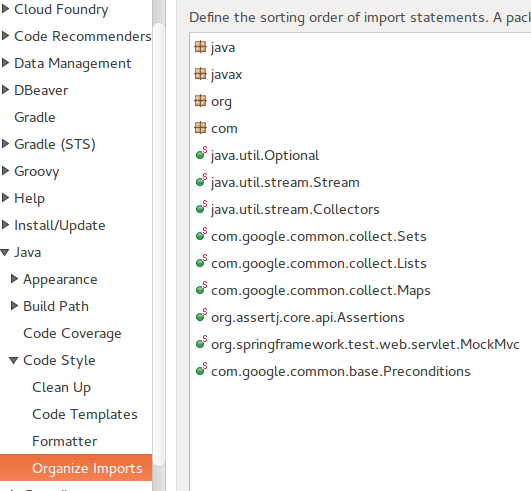 Cloud Foundry
Code Recommenders
Data Management
DBeaver
Gradle
Gradle (STS)
Groovy
Help
Install/Update
Java
Appearance
Build Path
Code Coverage
Code Style
Clean Up
Code Templates
Formatter
Organize Imports
Define the sorting order of import statements. A pac
java
javax
org
com
S java.util.Optional
S java.util.stream.Stream
S java.util.stream.Collectors
S com.google.common.collect.Sets
S com.google.common.collect.Lists
S com.google.common.collect.Maps
S org.assertj.core.api.Assertions
S org.springframework.test.web.servlet.MockMvc
S com.google.common.base.Preconditions